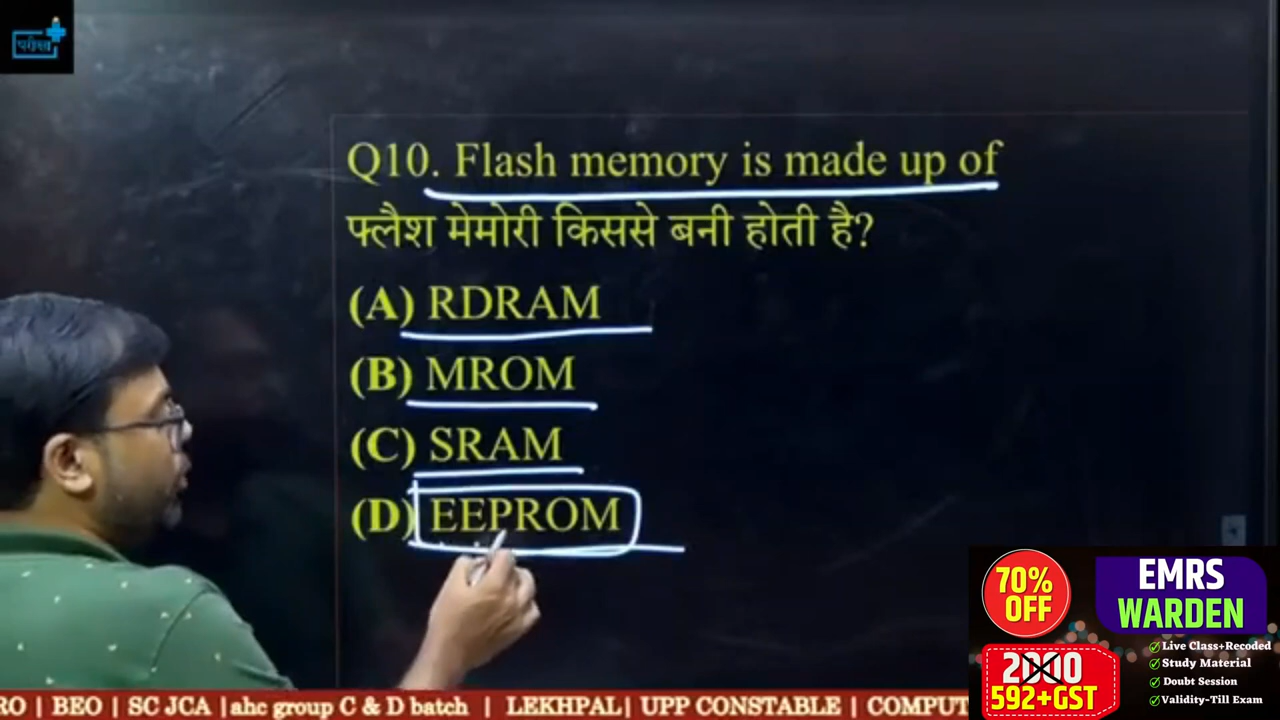 परीक्षा
Q10. Flash memory is made up of
फ्लैश मेमोरी किससे बनी होती है?
(A) RDRAM
(B) MROM
(C) SRAM
(D) EEPROM
70%
OFF
EMRS
WARDEN
2000
592+GST
Live Class+Recoded
Study Material
Doubt Session
Validity-Till Exam
RO | BEO | SC JCA | ahc group C & D batch | LEKHPAL| UPP CONSTABLE | COMPUT